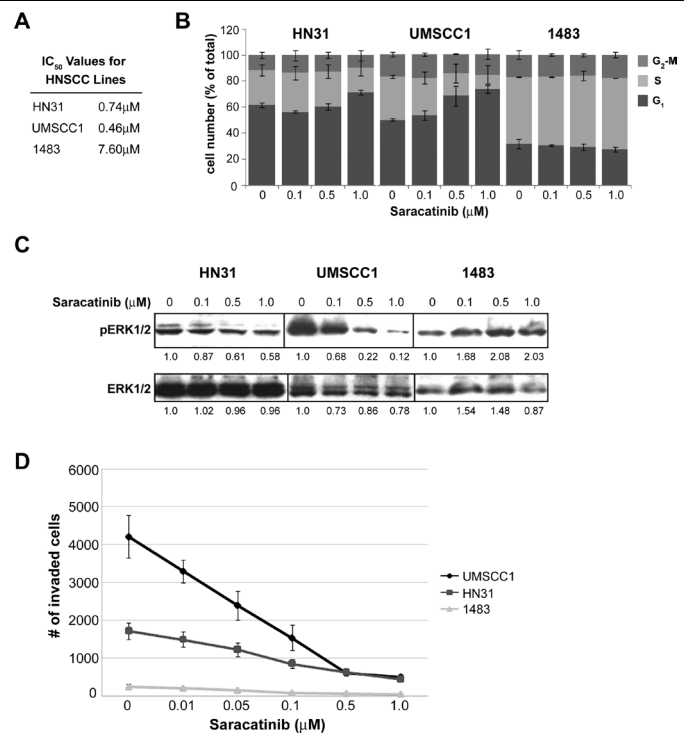 A
IC50 Values for
HNSCC Lines
HN31 0.74μM
UMSCC1 0.46μM
1483 7.60μM
B
HN31 UMSCC1 1483
cell number (% of total)
120
100
80
60
40
20
0
G2-M
S
G1
0 0.1 0.5 1.0 0 0.1 0.5 1.0 0 0.1 0.5 1.0
Saracatinib (μM)
C
HN31 UMSCC1 1483
Saracatinib (μM) 0 0.1 0.5 1.0 0 0.1 0.5 1.0 0 0.1 0.5 1.0
pERK1/2
1.0 0.87 0.61 0.58 1.0 0.68 0.22 0.12 1.0 1.68 2.08 2.03
ERK1/2
1.0 1.02 0.96 0.96 1.0 0.73 0.86 0.78 1.0 1.54 1.48 0.87
D
# of invaded cells
6000
5000
4000
3000
2000
1000
0
UMSCC1
HN31
1483
0 0.01 0.05 0.1 0.5 1.0
Saracatinib (μM)